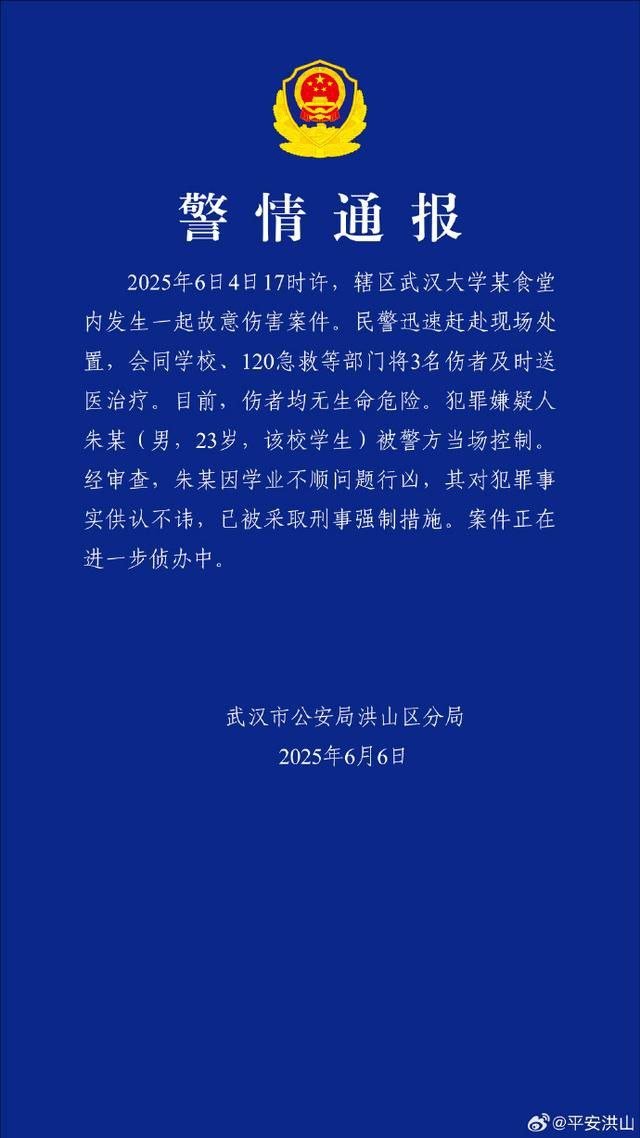 警情通报
2025年6日4日17时许，辖区武汉大学某食堂
内发生一起故意伤害案件。民警迅速赶赴现场处
置，会同学校、120急救等部门将3名伤者及时送
医治疗。目前，伤者均无生命危险。犯罪嫌疑人
朱某（男，23岁，该校学生）被警方当场控制。
经审查，朱某因学业不顺问题行凶，其对犯罪事
实供认不讳，已被采取刑事强制措施。案件正在
进一步侦办中。
武汉市公安局洪山区分局
2025年6月6日
@平安洪山